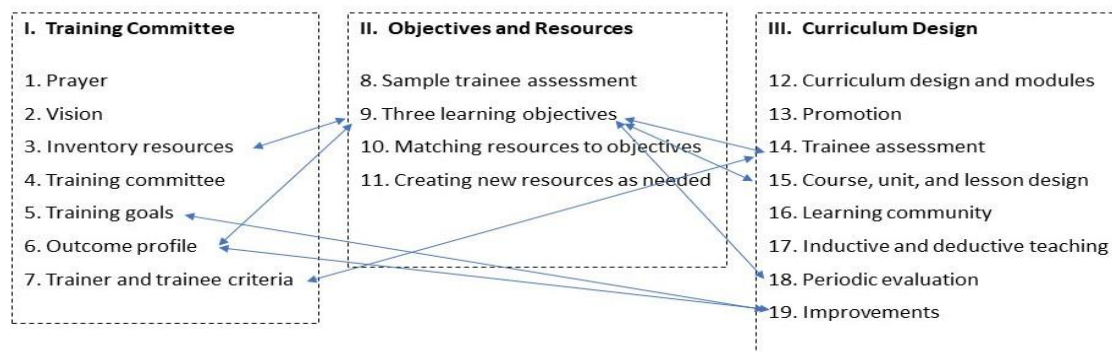 I. Training Committee
1. Prayer
2. Vision
3. Inventory resources
4. Training committee
5. Training goals
6. Outcome profile
7. Trainer and trainee criteria
II. Objectives and Resources
8. Sample trainee assessment
9. Three learning objectives
10. Matching resources to objectives
11. Creating new resources as needed
III. Curriculum Design
12. Curriculum design and modules
13. Promotion
14. Trainee assessment
15. Course, unit, and lesson design
16. Learning community
17. Inductive and deductive teaching
18. Periodic evaluation
19. Improvements